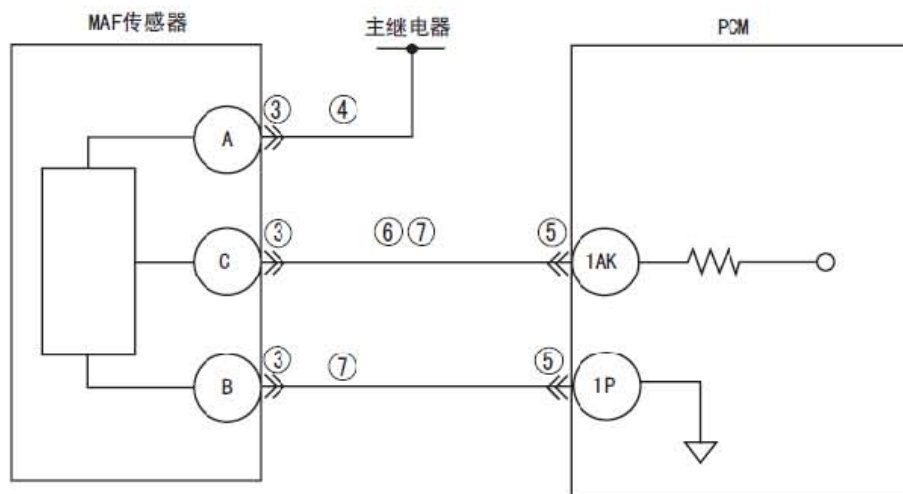 MAF传感器
主继电器
PCM
③ ④
A
③ ⑥⑦ ⑤
C 1AK
③ ⑦ ⑤
B 1P